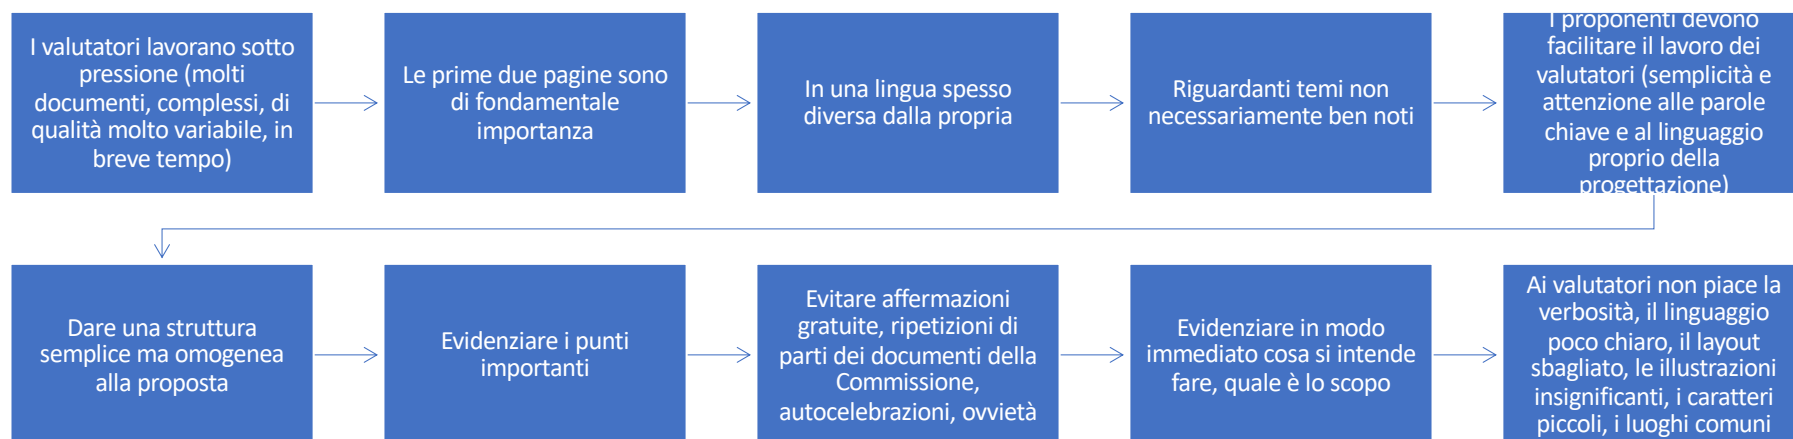 I valutatori lavorano sotto
pressione (molti
documenti, complessi, di
qualità molto variabile, in
breve tempo)
Le prime due pagine sono
di fondamentale
importanza
In una lingua spesso
diversa dalla propria
Riguardanti temi non
necessariamente ben noti
I proponenti devono
facilitare il lavoro dei
valutatori (semplicità e
attenzione alle parole
chiave e al linguaggio
proprio della
progettazione)
Dare una struttura
semplice ma omogenea
alla proposta
Evidenziare i punti
importanti
Evitare affermazioni
gratuite, ripetizioni di
parti dei documenti della
Commissione,
autocelebrazioni, ovvietà
Evidenziare in modo
immediato cosa si intende
fare, quale è lo scopo
Ai valutatori non piace la
verbosità, il linguaggio
poco chiaro, il layout
sbagliato, le illustrazioni
insignificanti, i caratteri
piccoli, i luoghi comuni